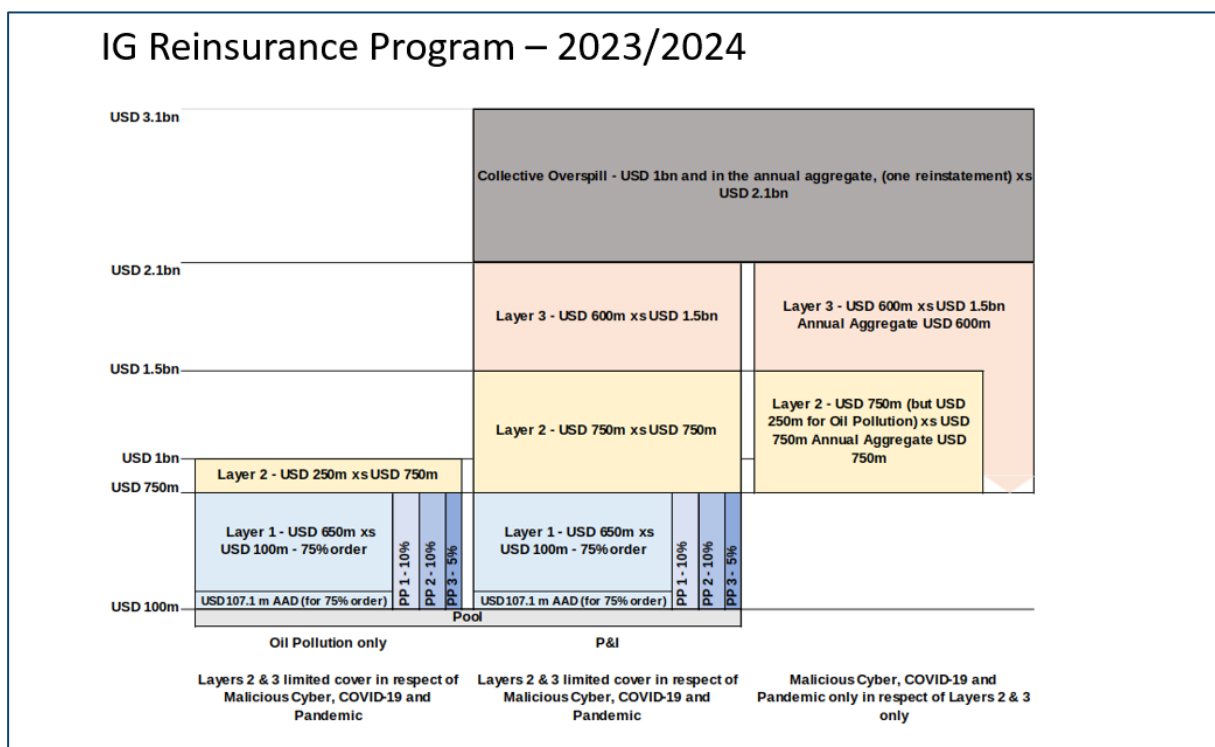 IG Reinsurance Program – 2023/2024
USD 3.1bn
Collective Overspill - USD 1bn and in the annual aggregate, (one reinstatement) xs
USD 2.1bn
USD 2.1bn
Layer 3 - USD 600m xs USD 1.5bn
Layer 3 - USD 600m xs USD 1.5bn
Annual Aggregate USD 600m
USD 1.5bn
Layer 2 - USD 750m xs USD 750m
Layer 2 - USD 750m (but USD
250m for Oil Pollution) xs USD
750m Annual Aggregate USD
750m
USD 1bn
Layer 2 - USD 250m xs USD 750m
USD 750m
Layer 1 - USD 650m xs
USD 100m - 75% order
PP 1 - 10%
PP 2 - 10%
PP 3 - 5%
Layer 1 - USD 650m xs
USD 100m - 75% order
PP 1 - 10%
PP 2 - 10%
PP 3 - 5%
USD107.1 m AAD (for 75% order)
USD107.1 m AAD (for 75% order)
USD 100m
Pool
Oil Pollution only
P&I
Layers 2 & 3 limited cover in respect of
Malicious Cyber, COVID-19 and
Pandemic
Layers 2 & 3 limited cover in respect of
Malicious Cyber, COVID-19 and
Pandemic
Malicious Cyber, COVID-19 and
Pandemic only in respect of Layers 2 & 3
only